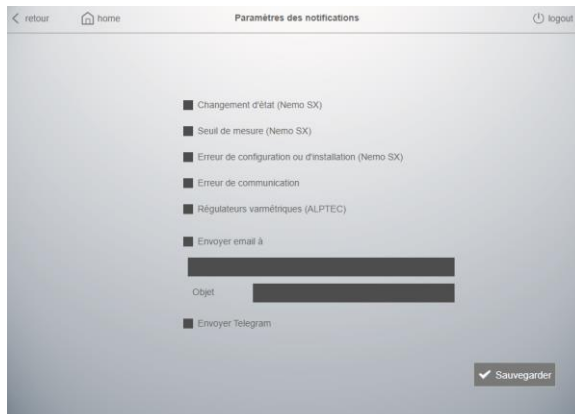 retour home Paramètres des notifications logout
Changement d'état (Nemo SX)
Seuil de mesure (Nemo SX)
Erreur de configuration ou d'installation (Nemo SX)
Erreur de communication
Régulateurs varmétriques (ALPTEC)
Envoyer email à
Objet
Envoyer Telegram
Sauvegarder